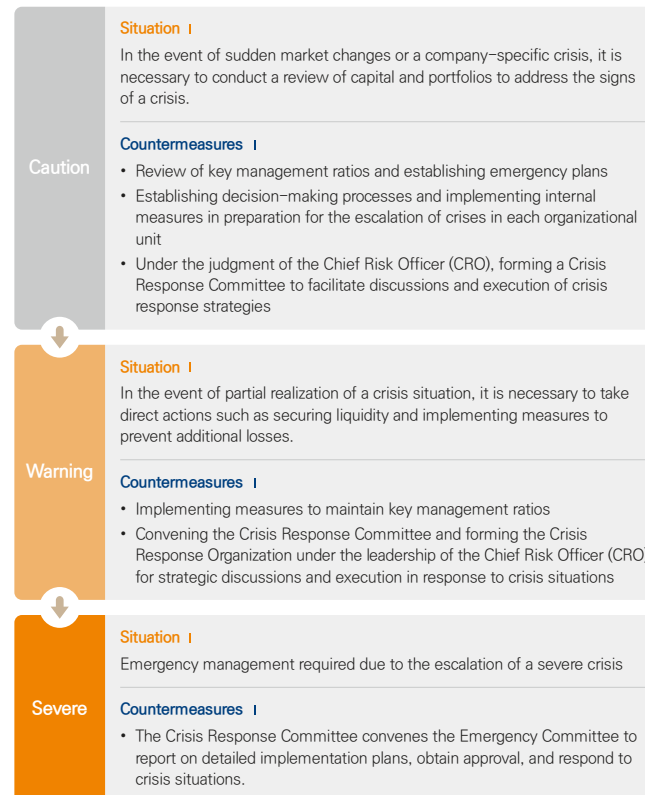 Caution
Situation
In the event of sudden market changes or a company-specific crisis, it is
necessary to conduct a review of capital and portfolios to address the signs
of a crisis.
Countermeasures
• Review of key management ratios and establishing emergency plans
• Establishing decision-making processes and implementing internal
measures in preparation for the escalation of crises in each organizational
unit
• Under the judgment of the Chief Risk Officer (CRO), forming a Crisis
Response Committee to facilitate discussions and execution of crisis
response strategies
Warning
Situation
In the event of partial realization of a crisis situation, it is necessary to take
direct actions such as securing liquidity and implementing measures to
prevent additional losses.
Countermeasures
• Implementing measures to maintain key management ratios
• Convening the Crisis Response Committee and forming the Crisis
Response Organization under the leadership of the Chief Risk Officer (CRO)
for strategic discussions and execution in response to crisis situations
Severe
Situation
Emergency management required due to the escalation of a severe crisis
Countermeasures
• The Crisis Response Committee convenes the Emergency Committee to
report on detailed implementation plans, obtain approval, and respond to
crisis situations.